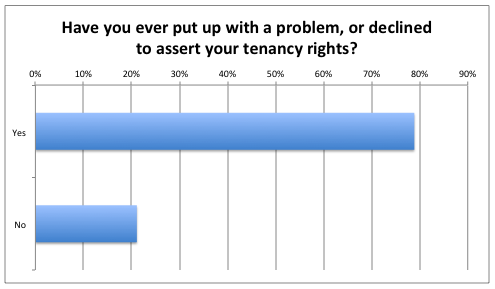 Have you ever put up with a problem, or declined
to assert your tenancy rights?
0% 10% 20% 30% 40% 50% 60% 70% 80% 90%
Yes
No